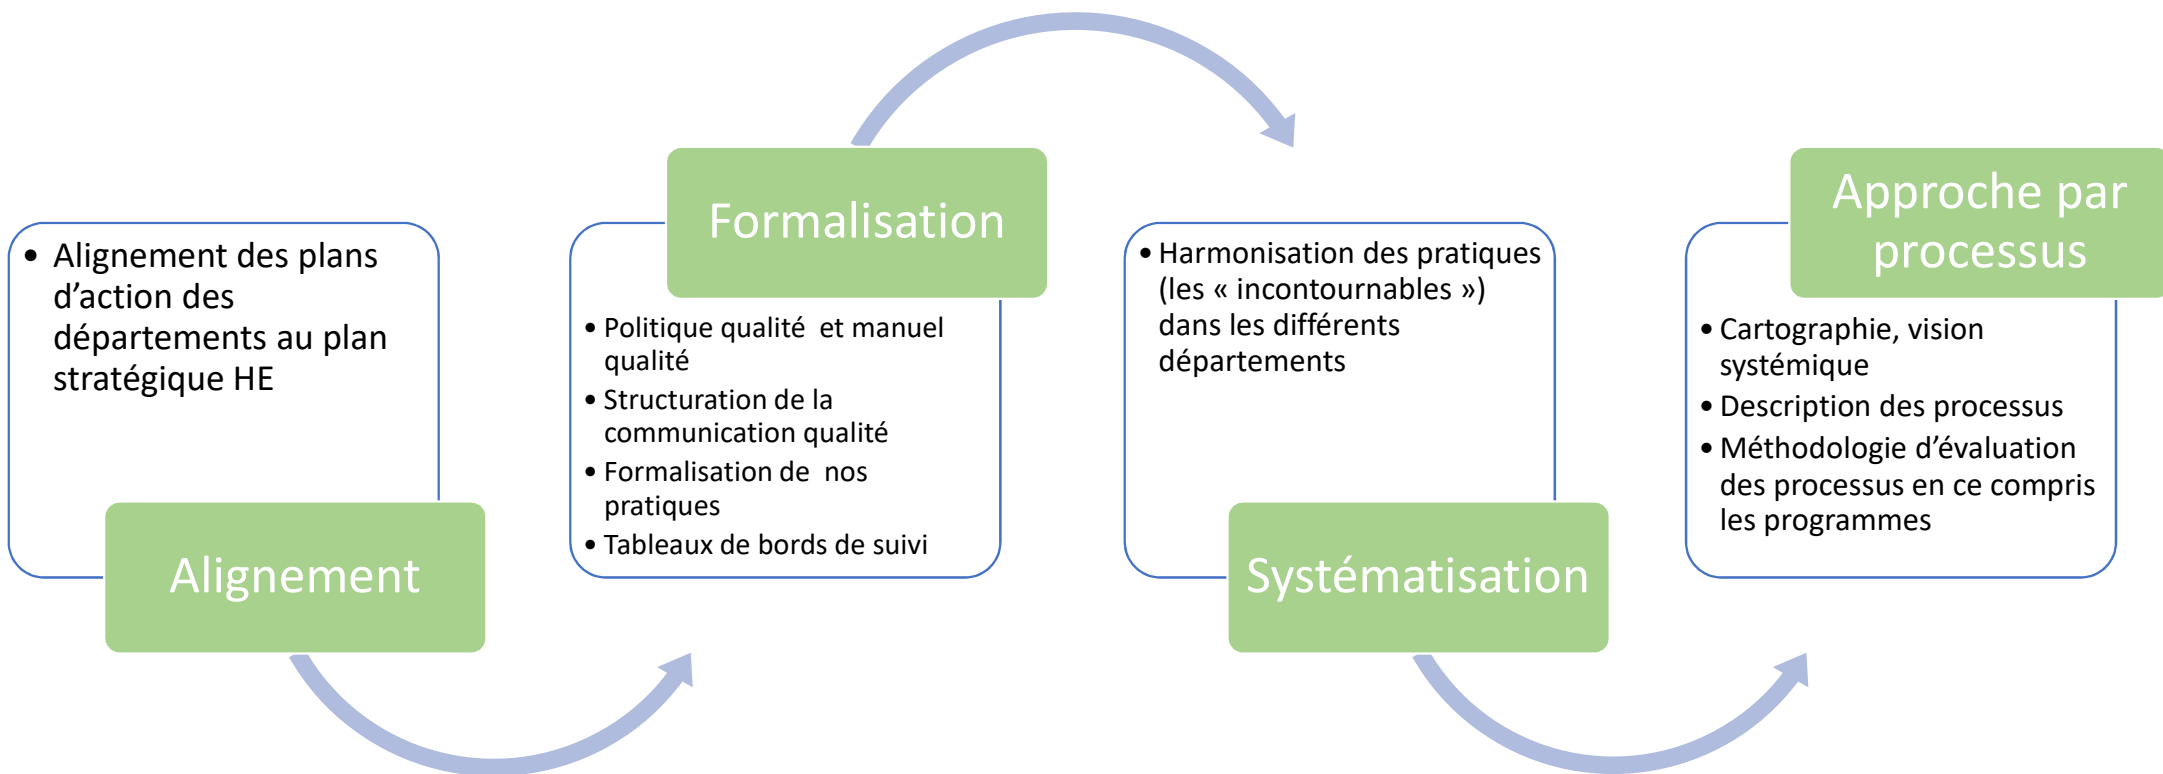 • Alignement des plans
d’action des
départements au plan
stratégique HE
Alignement
Formalisation
• Politique qualité  et manuel
qualité
• Structuration de la
communication qualité
• Formalisation de  nos
pratiques
• Tableaux de bords de suivi
• Harmonisation des pratiques
(les « incontournables »)
dans les différents
départements
Systématisation
Approche par
processus
• Cartographie, vision
systémique
• Description des processus
• Méthodologie d’évaluation
des processus en ce compris
les programmes